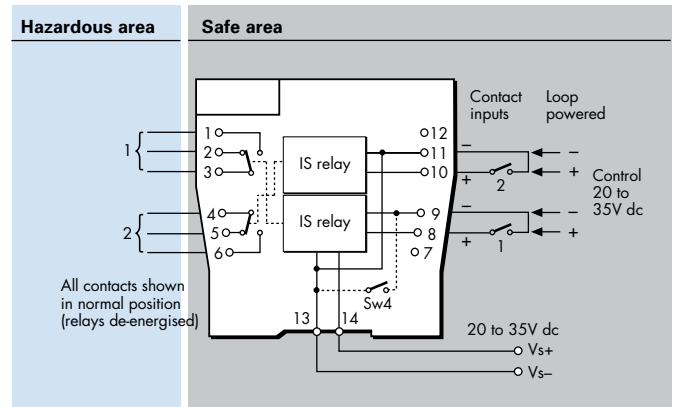 Hazardous area
Safe area
Contact inputs
Loop powered
1
2
3
1
4
5
6
2
IS relay
IS relay
12
11
10
9
8
7
–
+
2
–
+
–
+
1
–
+
Control
20 to
35V dc
All contacts shown
in normal position
(relays de-energised)
Sw4
13
14
20 to 35V dc
Vs+
Vs–